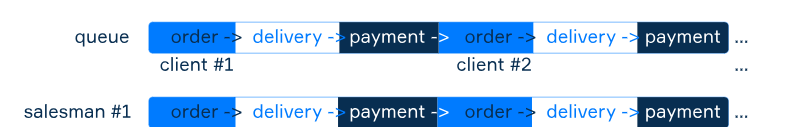 queue order -> delivery -> payment -> order -> delivery -> payment ...
client #1 client #2 ...
salesman #1 order -> delivery -> payment -> order -> delivery -> payment ...